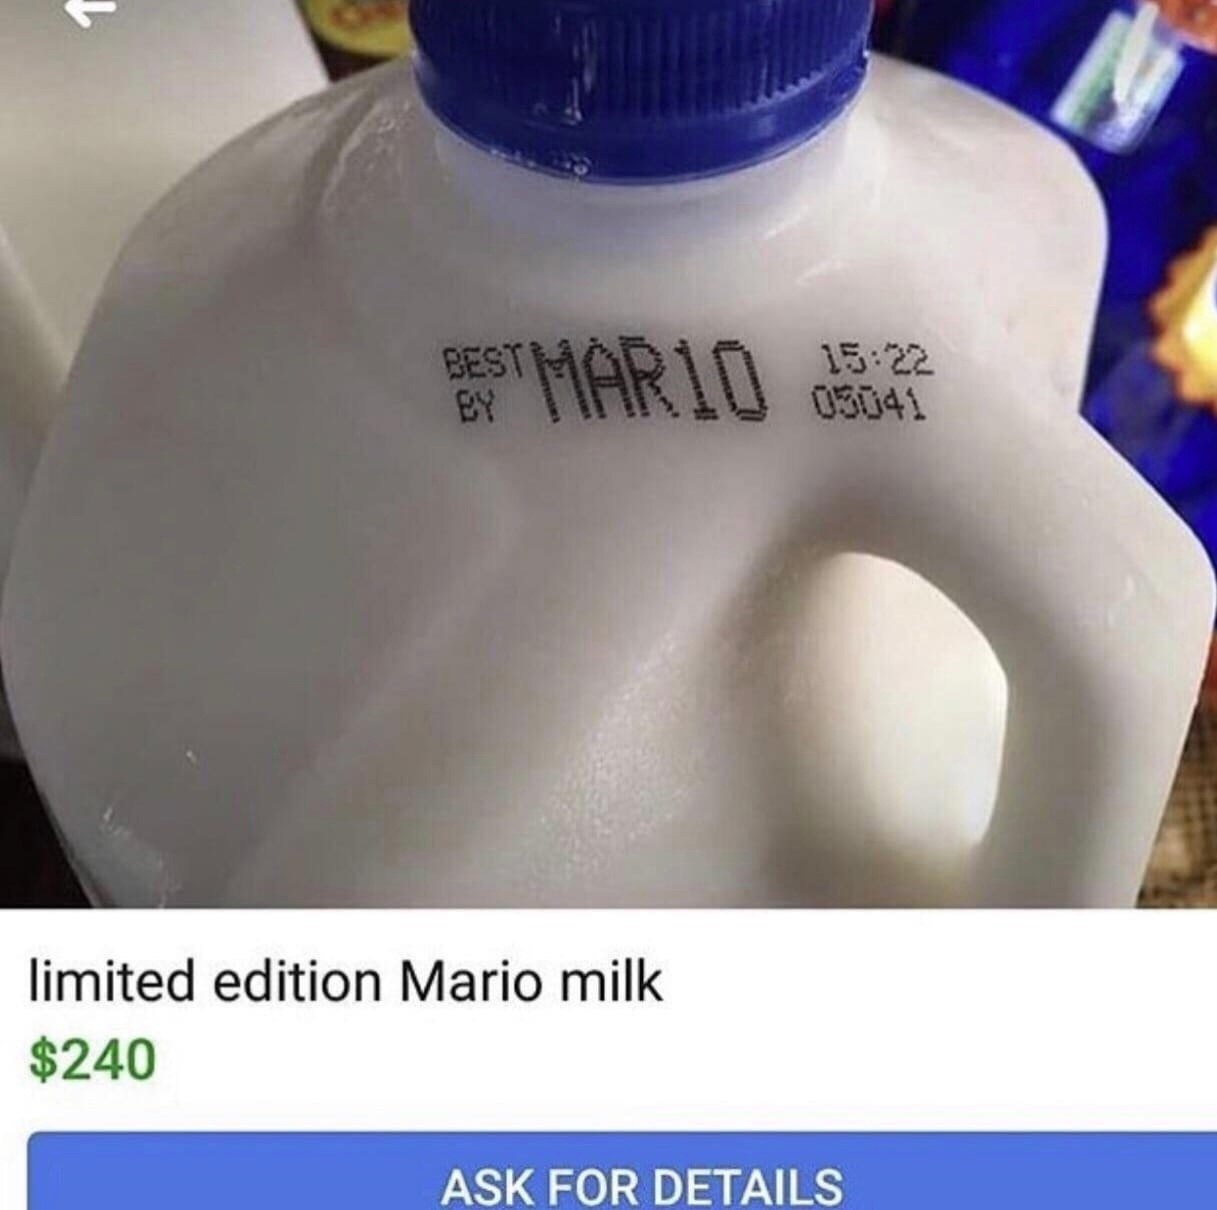 BEST MAR10 15:22
BY 05041
limited edition Mario milk
$240
ASK FOR DETAILS